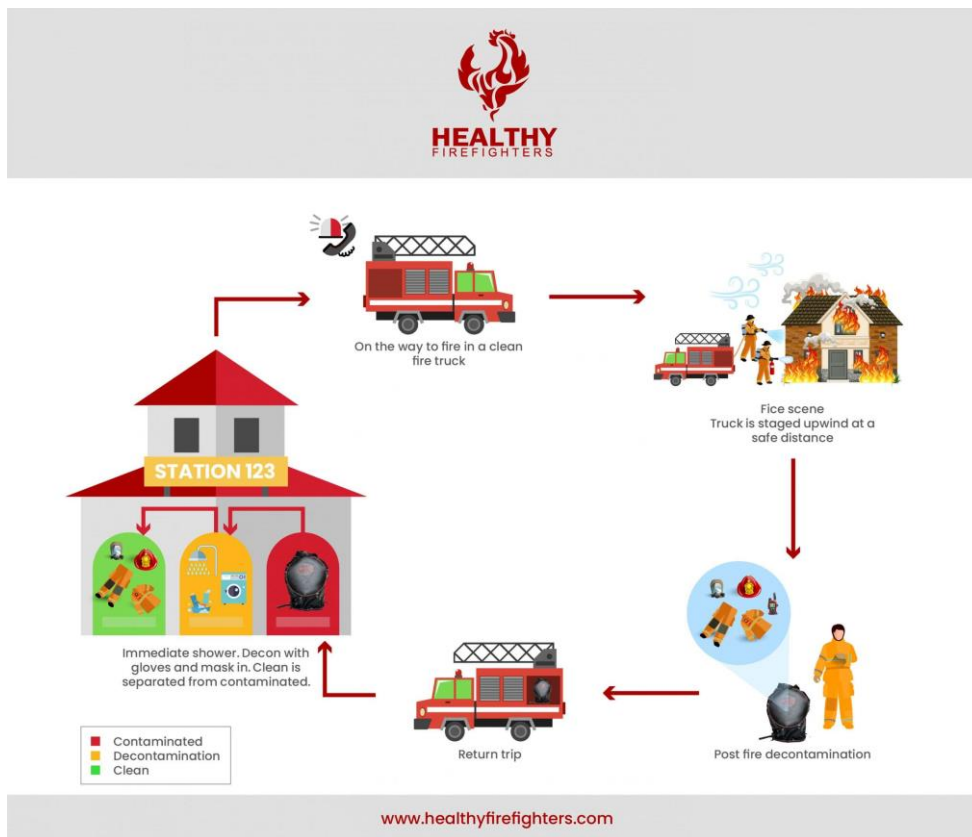 HEALTHY
FIREFIGHTERS
On the way to fire in a clean
fire truck
Fice scene
Truck is staged upwind at a
safe distance
STATION 123
Immediate shower. Decon with
gloves and mask in. Clean is
separated from contaminated.
Return trip
Post fire decontamination
Contaminated
Decontamination
Clean
www.healthyfirefighters.com